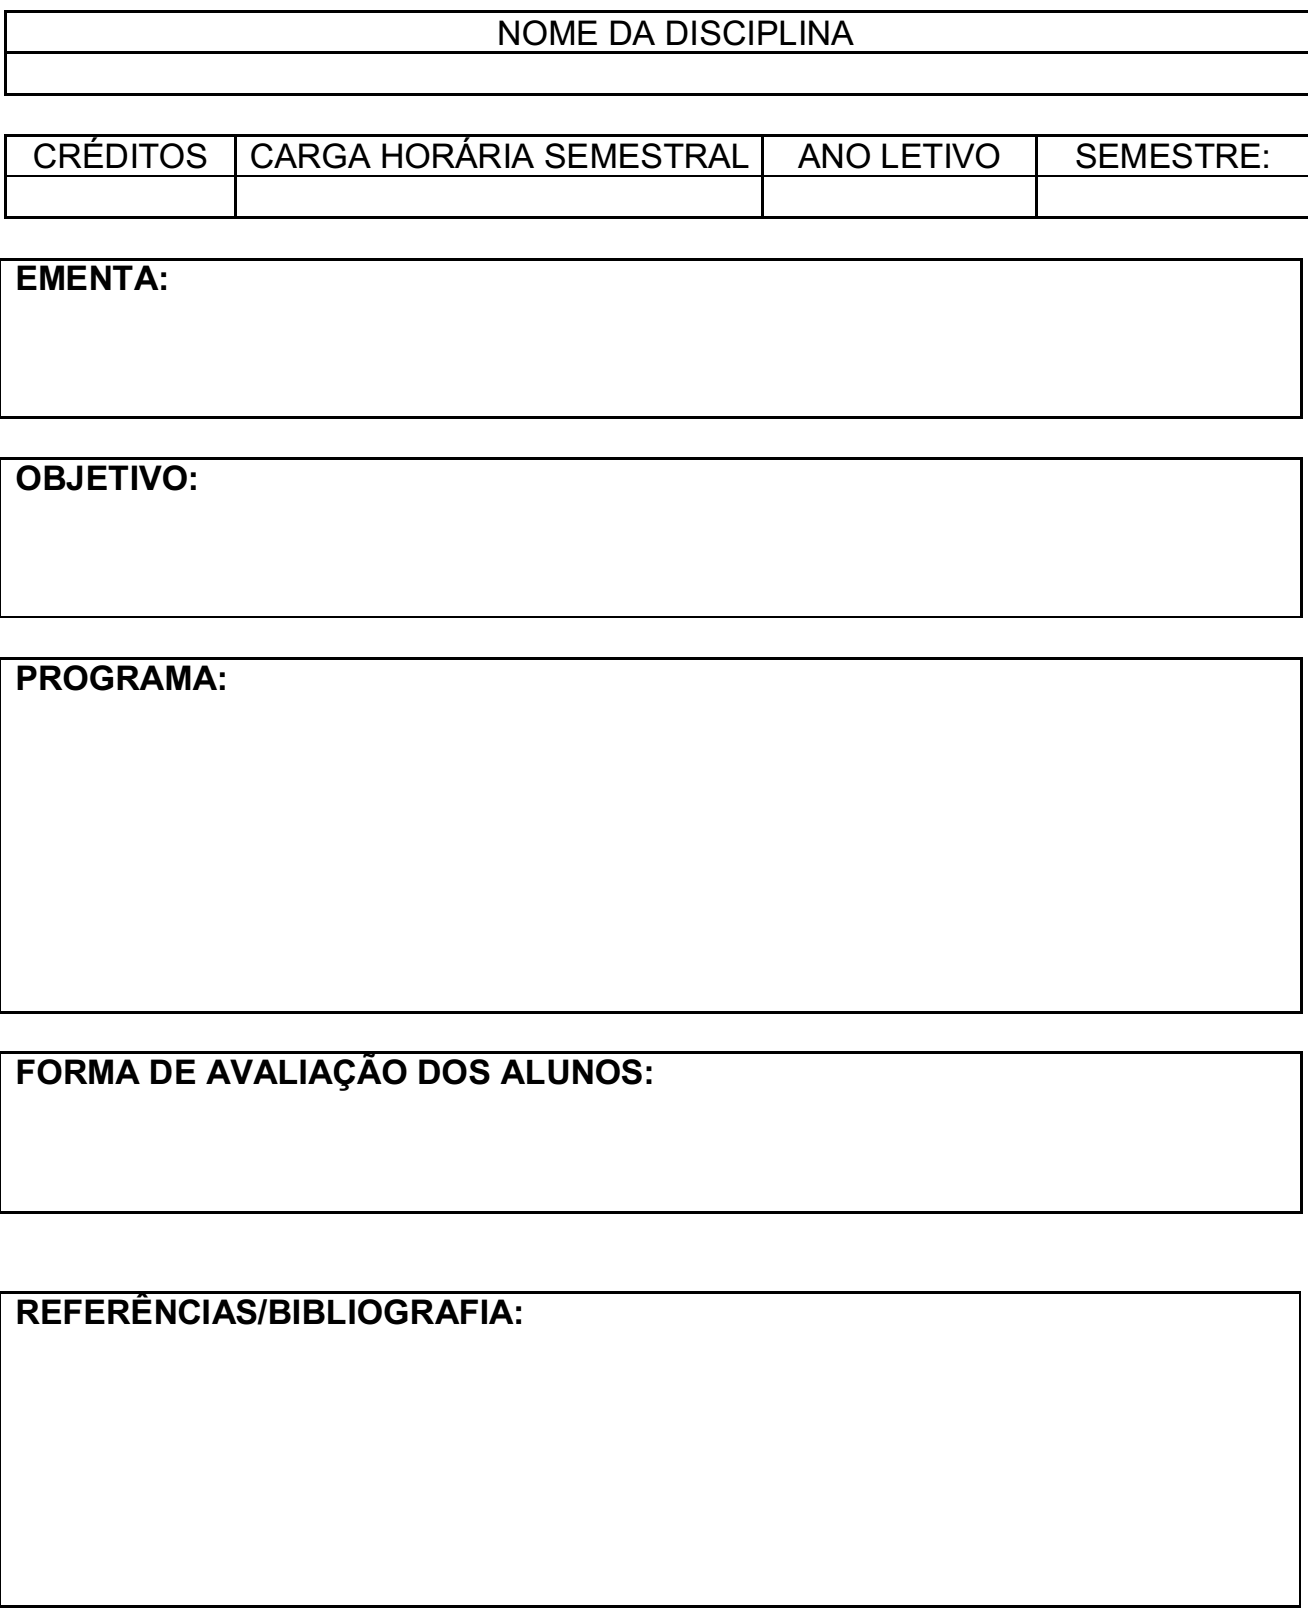 NOME DA DISCIPLINA
CRÉDITOS CARGA HORÁRIA SEMESTRAL ANO LETIVO SEMESTRE:
EMENTA:
OBJETIVO:
PROGRAMA:
FORMA DE AVALIAÇÃO DOS ALUNOS:
REFERÊNCIAS/BIBLIOGRAFIA: